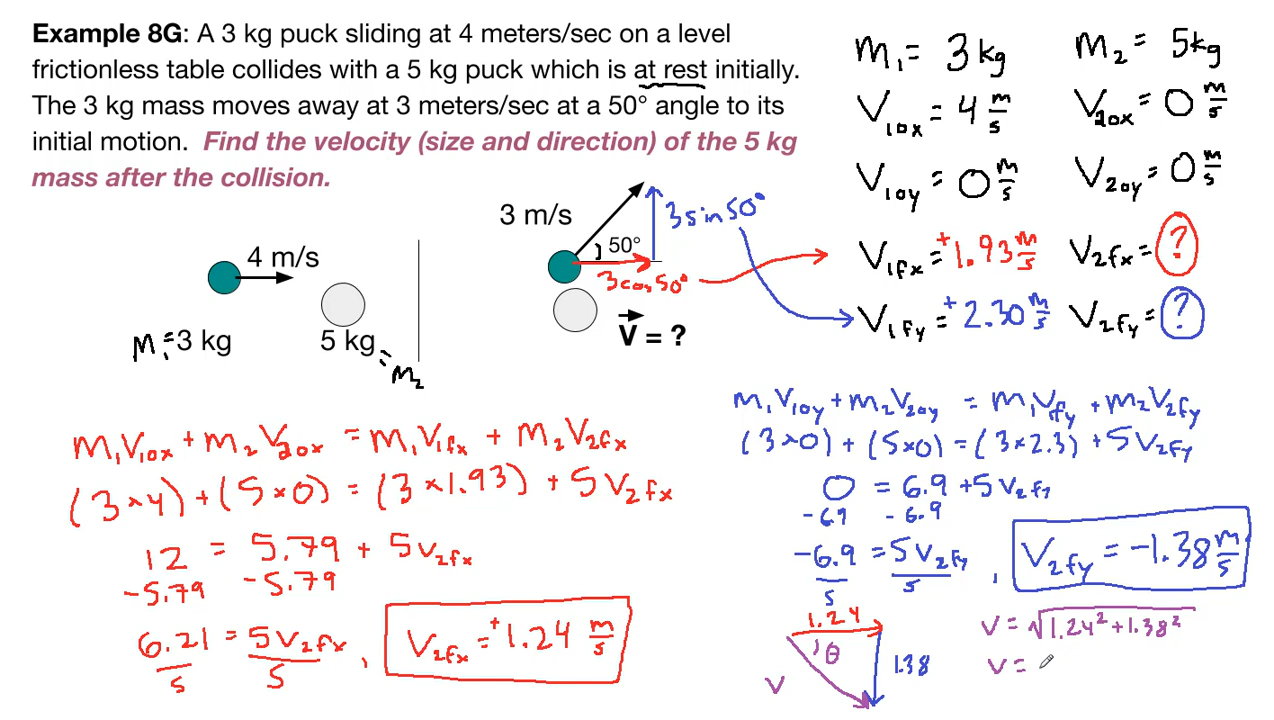 Example 8G: A 3 kg puck sliding at 4 meters/sec on a level
frictionless table collides with a 5 kg puck which is at rest initially.
The 3 kg mass moves away at 3 meters/sec at a 50° angle to its
initial motion. Find the velocity (size and direction) of the 5 kg
mass after the collision.
4 m/s
M₁=3 kg
5 kg
=M₂
3 m/s
50°
3 sin 50°
3 cos 50°
V = ?
M₁ = 3 kg
M₂ = 5 kg
V₁ₒₓ = 4 m/s
V₂ₒₓ = 0 m/s
V₁oy = 0 m/s
V₂oy = 0 m/s
V₁fx = +1.93 m/s
V₂fx = ?
V₁fy = +2.30 m/s
V₂fy = ?
M₁V₁ox + M₂V₂ox = M₁V₁fx + M₂V₂fx
(3×4) + (5×0) = (3×1.93) + 5V₂fx
12 = 5.79 + 5V₂fx
-5.79 -5.79
6.21 = 5V₂fx
5 5
, V₂fx = +1.24 m/s
M₁V₁oy + M₂V₂oy = M₁V₁fy + M₂V₂fy
(3×0) + (5×0) = (3×2.3) + 5V₂fy
0 = 6.9 + 5V₂fy
-6.9 -6.9
-6.9 = 5V₂fy
5 5
, V₂fy = -1.38 m/s
1.24
θ
1.38
V
V = √1.24² + 1.38²
V =